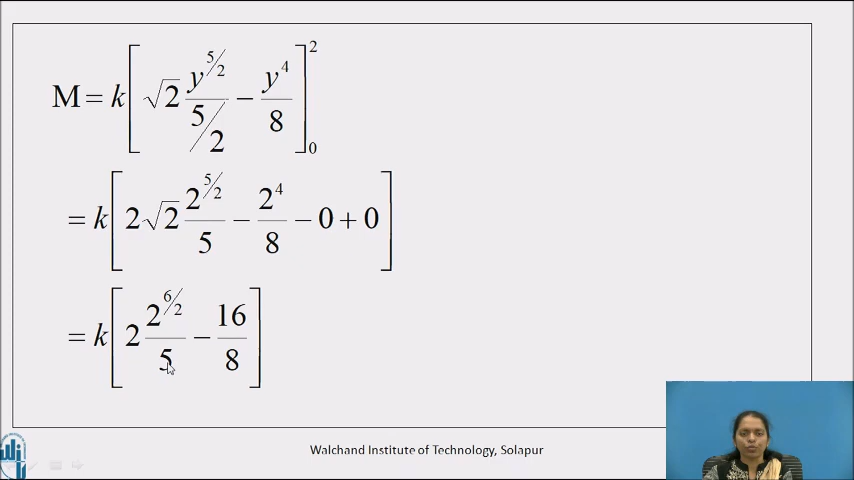 M = k[ √2 y^{5/2}/(5/2) − y^4/8 ]_0^2
= k[ 2√2 2^{5/2}/5 − 2^4/8 − 0 + 0 ]
= k[ 2 2^{6/2}/5 − 16/8 ]
Walchand Institute of Technology, Solapur